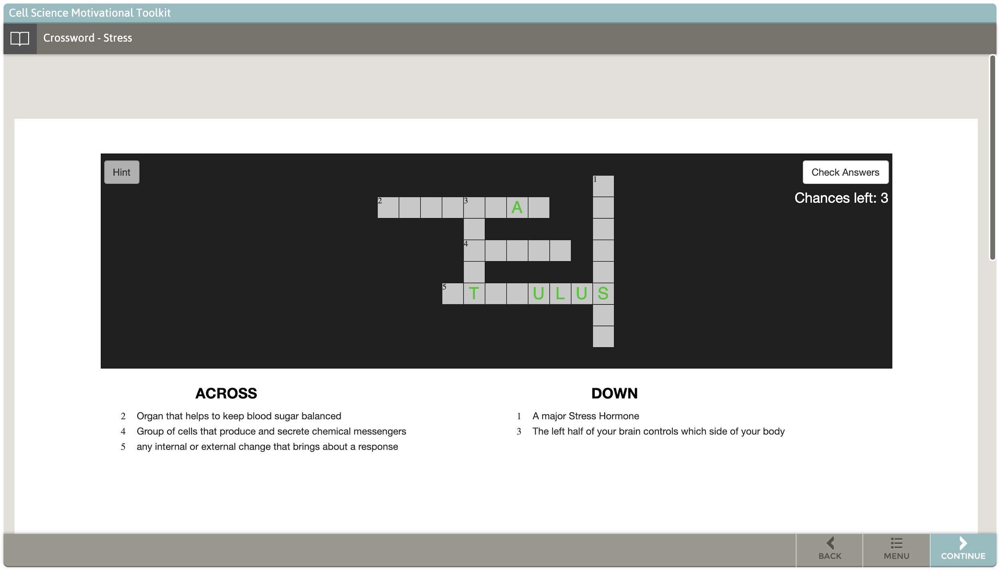 Cell Science Motivational Toolkit
Crossword - Stress
Hint
Check Answers
Chances left: 3
1
2 3 A
4
5 T U L U S
ACROSS
2 Organ that helps to keep blood sugar balanced
4 Group of cells that produce and secrete chemical messengers
5 any internal or external change that brings about a response
DOWN
1 A major Stress Hormone
3 The left half of your brain controls which side of your body
BACK
MENU
CONTINUE